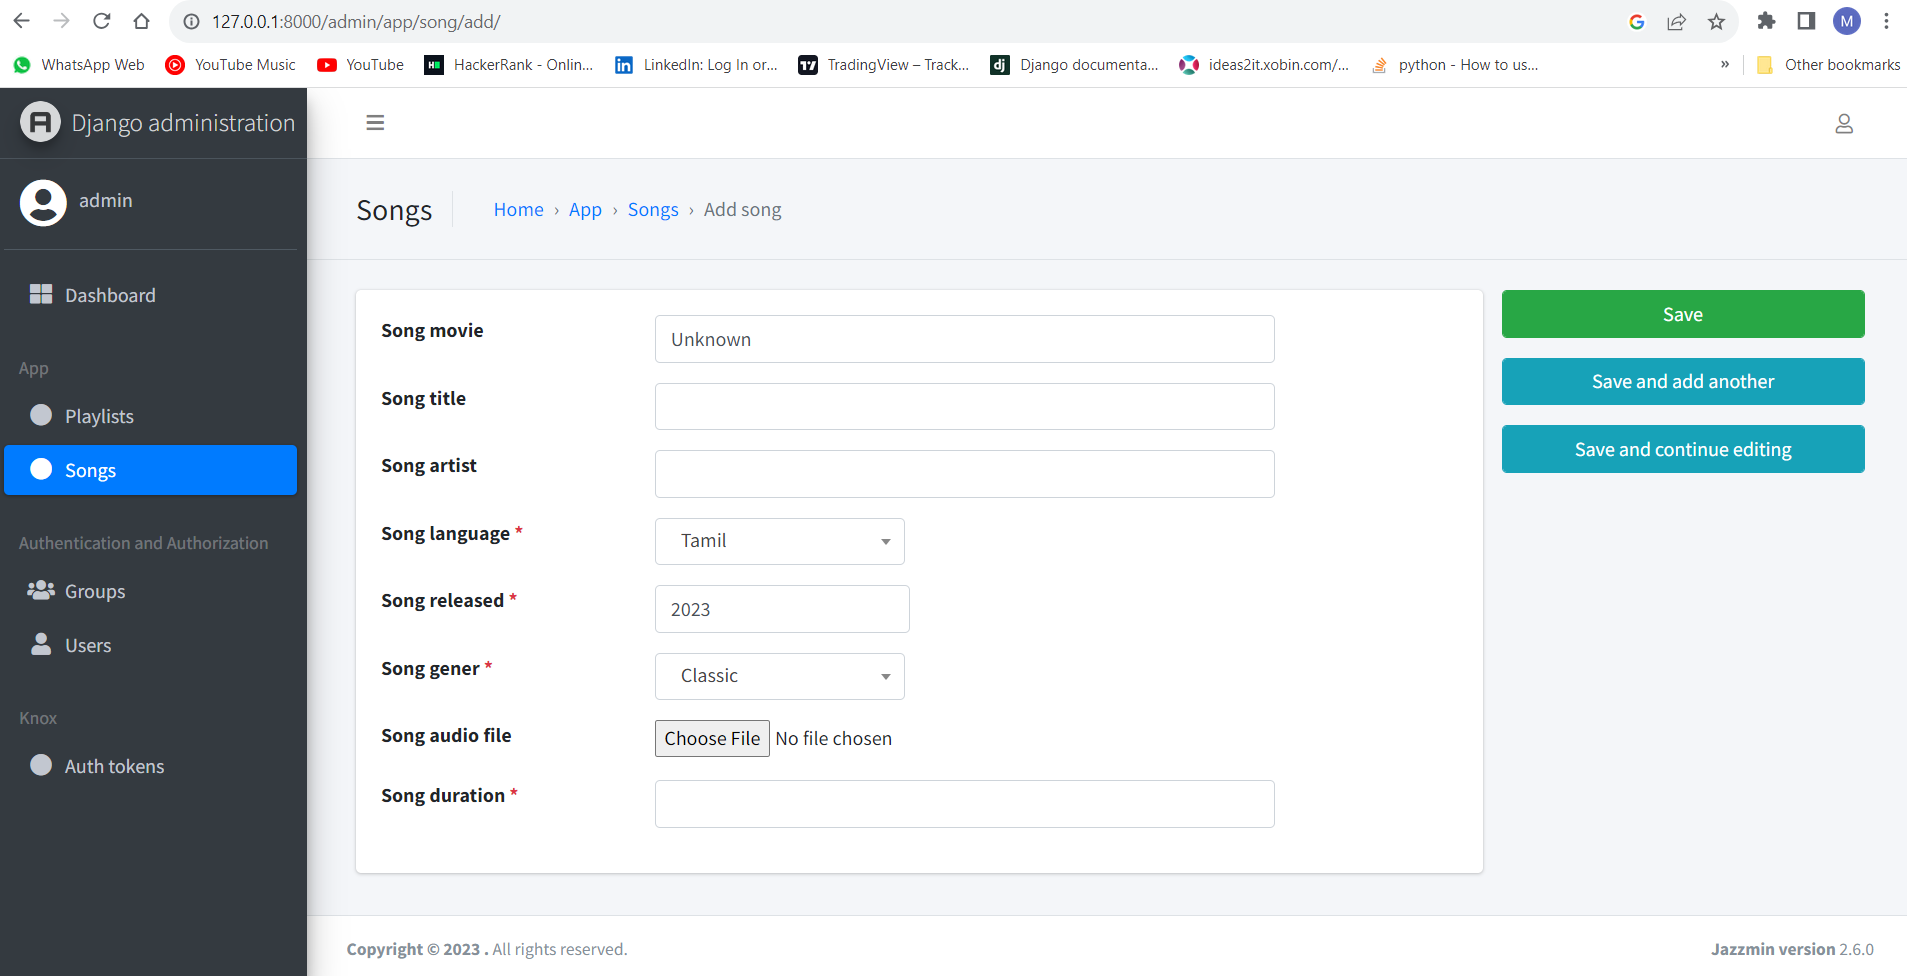 127.0.0.1:8000/admin/app/song/add/
M
WhatsApp Web
YouTube Music
YouTube
HackerRank - Onlin...
LinkedIn: Log In or...
TradingView – Track...
Django documenta...
ideas2it.xobin.com/...
python - How to us...
»
Other bookmarks
Django administration
admin
Songs
Home › App › Songs › Add song
Dashboard
App
Playlists
Songs
Authentication and Authorization
Groups
Users
Knox
Auth tokens
Song movie
Unknown
Song title
Song artist
Song language *
Tamil
Song released *
2023
Song gener *
Classic
Song audio file
Choose File No file chosen
Song duration *
Save
Save and add another
Save and continue editing
Copyright © 2023 . All rights reserved.
Jazzmin version 2.6.0